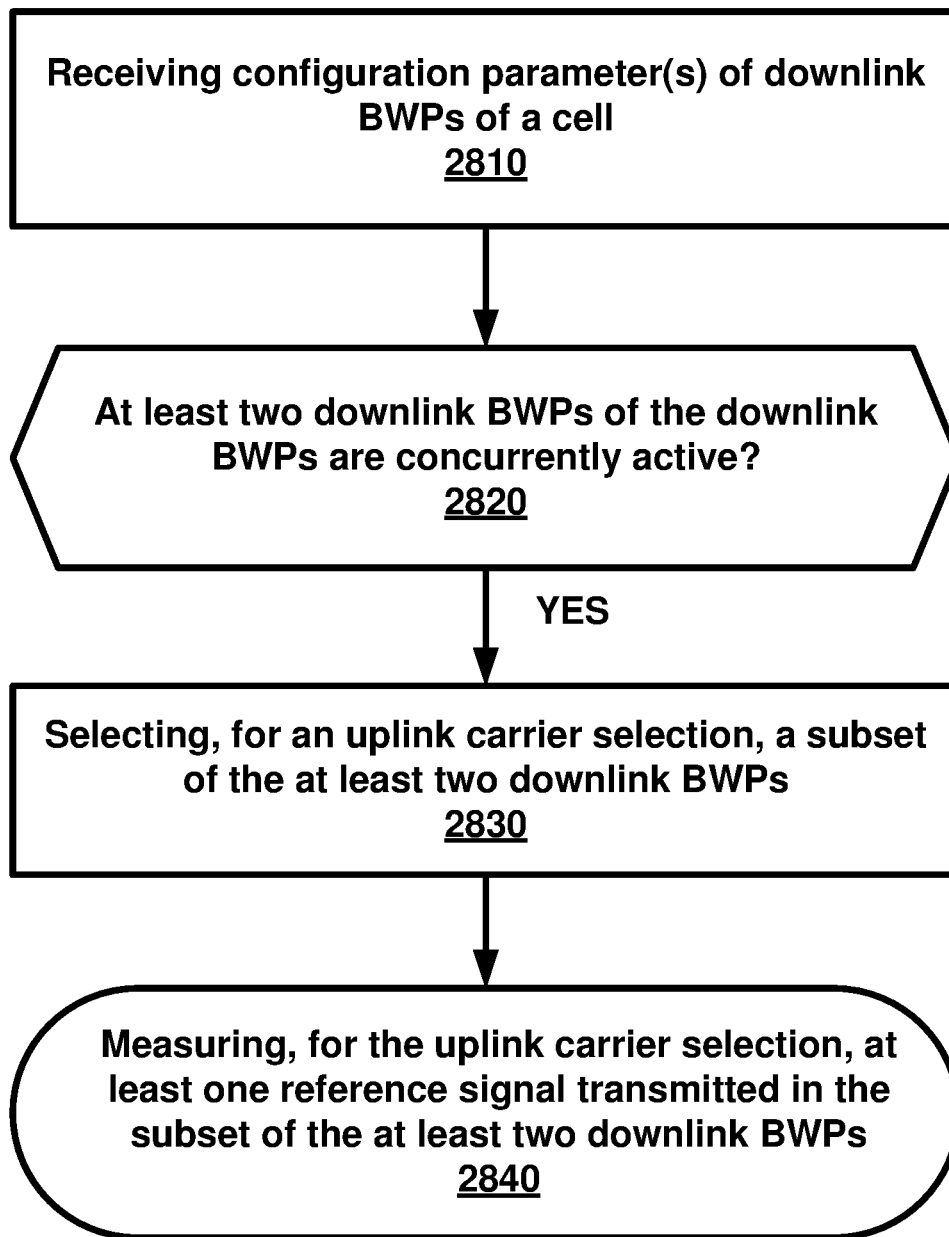 Receiving configuration parameter(s) of downlink
BWPs of a cell
2810
At least two downlink BWPs of the downlink
BWPs are concurrently active?
2820
YES
Selecting, for an uplink carrier selection, a subset
of the at least two downlink BWPs
2830
Measuring, for the uplink carrier selection, at
least one reference signal transmitted in the
subset of the at least two downlink BWPs
2840